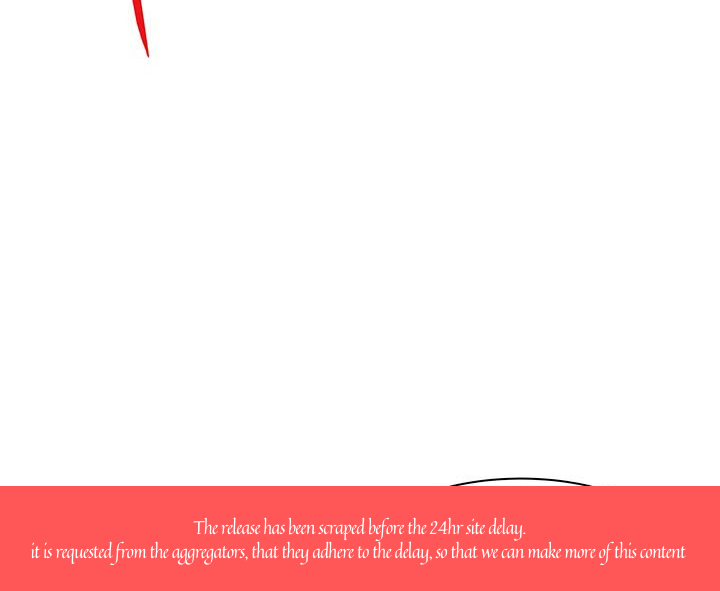 The release has been scraped before the 24hr site delay.
it is requested from the aggregators, that they adhere to the delay, so that we can make more of this content